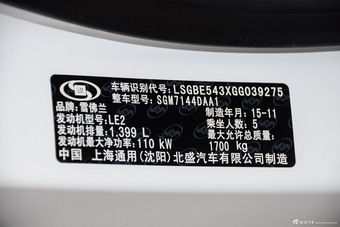 车辆识别代号: LSGBE543XGG039275
整车型号: SGM7144DAA1
品牌: 雪佛兰 制造年月: 15-11
发动机型号: LE2 乘坐人数: 5
发动机排量: 1.399 L 最大允许总质量:
发动机最大净功率: 110 kW 1700 kg
中国 上海通用(沈阳)北盛汽车有限公司制造